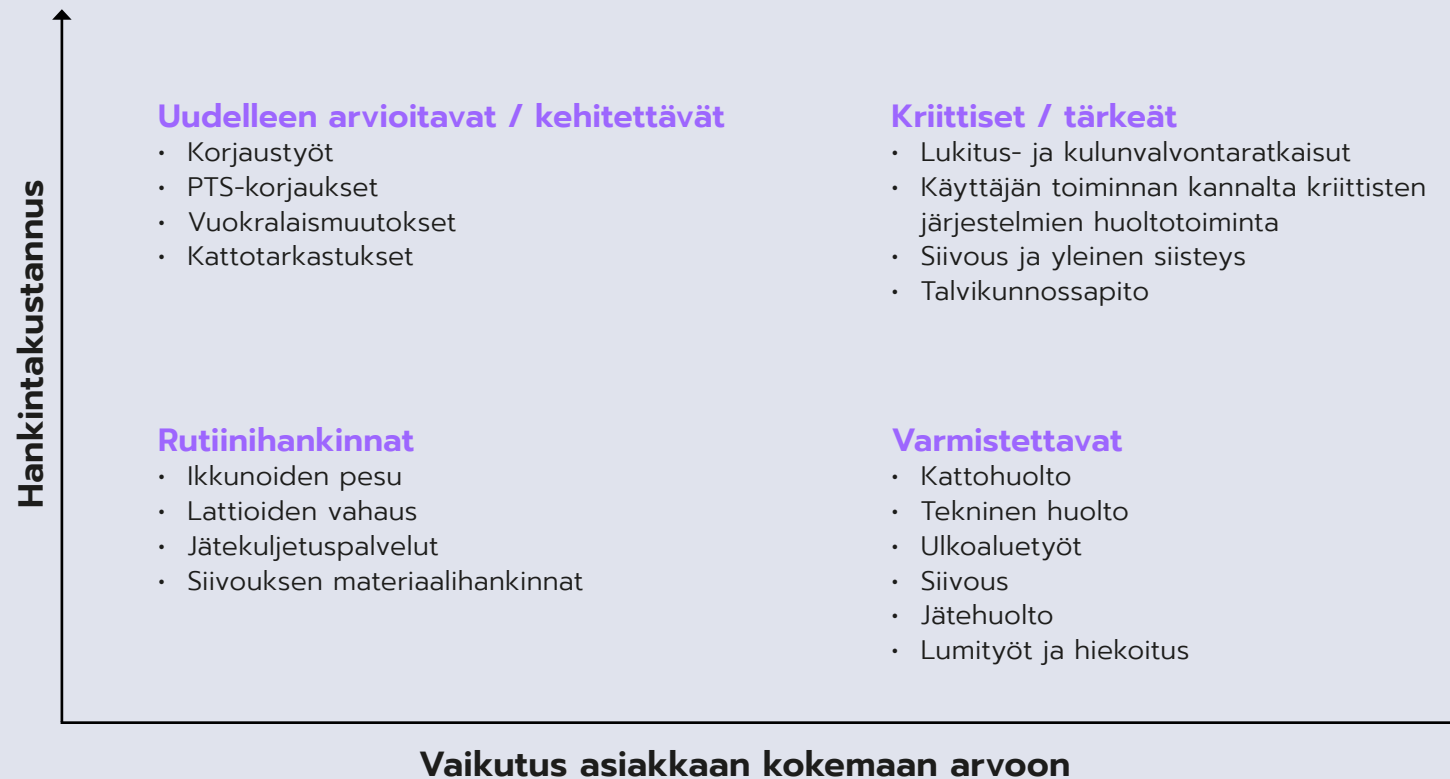 Hankintakustannus
Uudelleen arvioitavat / kehitettävät
• Korjaustyöt
• PTS-korjaukset
• Vuokralaismuutokset
• Kattotarkastukset
Kriittiset / tärkeät
• Lukitus- ja kulunvalvontaratkaisut
• Käyttäjän toiminnan kannalta kriittisten
järjestelmien huoltotoiminta
• Siivous ja yleinen siisteys
• Talvikunnossapito
Rutiinihankinnat
• Ikkunoiden pesu
• Lattioiden vahaus
• Jätekuljetuspalvelut
• Siivouksen materiaalihankinnat
Varmistettavat
• Kattohuolto
• Tekninen huolto
• Ulkoaluetyöt
• Siivous
• Jätehuolto
• Lumityöt ja hiekoitus
Vaikutus asiakkaan kokemaan arvoon